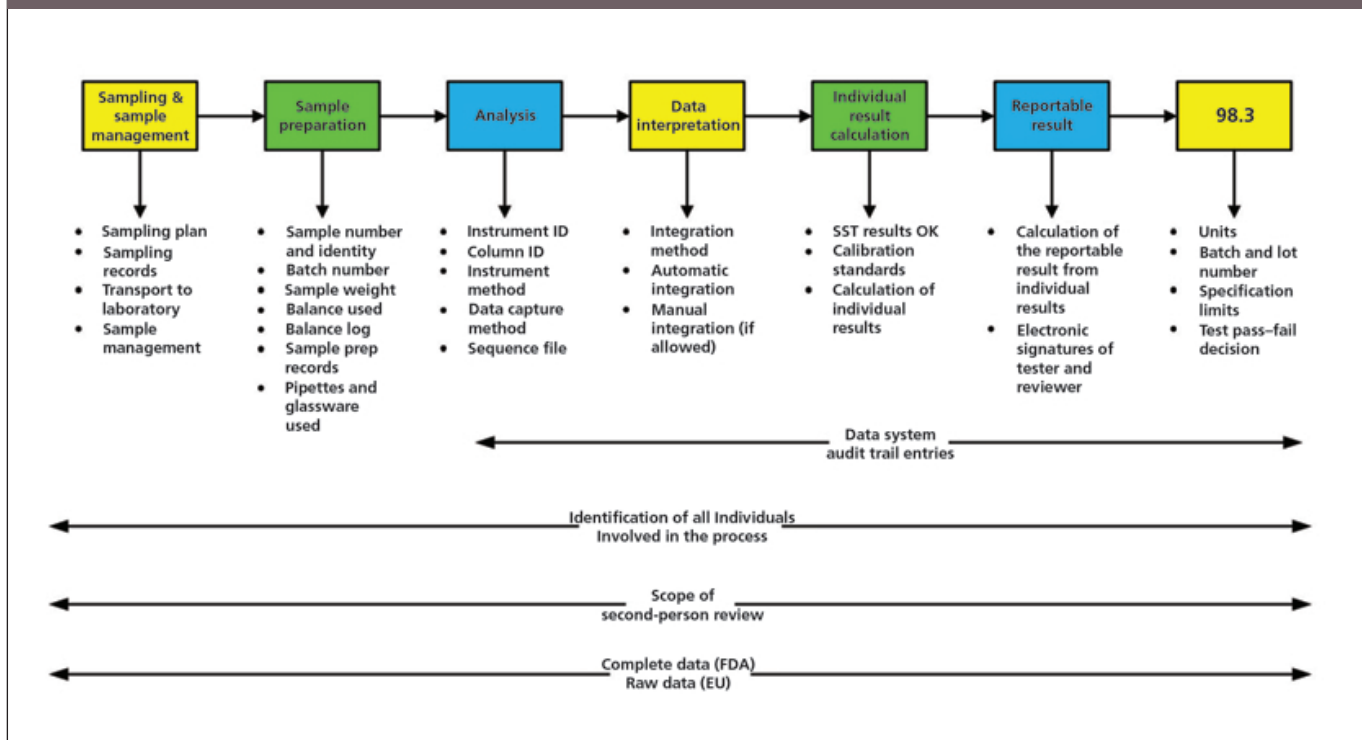 Sampling &
sample
management
Sample
preparation
Analysis
Data
interpretation
Individual
result
calculation
Reportable
result
98.3
• Sampling plan
• Sampling
records
• Transport to
laboratory
• Sample
management
• Sample number
and identity
• Batch number
• Sample weight
• Balance used
• Balance log
• Sample prep
records
• Pipettes and
glassware
used
• Instrument ID
• Column ID
• Instrument
method
• Data capture
method
• Sequence file
• Integration
method
• Automatic
integration
• Manual
integration (if
allowed)
• SST results OK
• Calibration
standards
• Calculation of
individual
results
• Calculation of
the reportable
result from
individual
results
• Electronic
signatures of
tester and
reviewer
• Units
• Batch and lot
number
• Specification
limits
• Test pass–fail
decision
Data system
audit trail entries
Identification of all Individuals
Involved in the process
Scope of
second-person review
Complete data (FDA)
Raw data (EU)